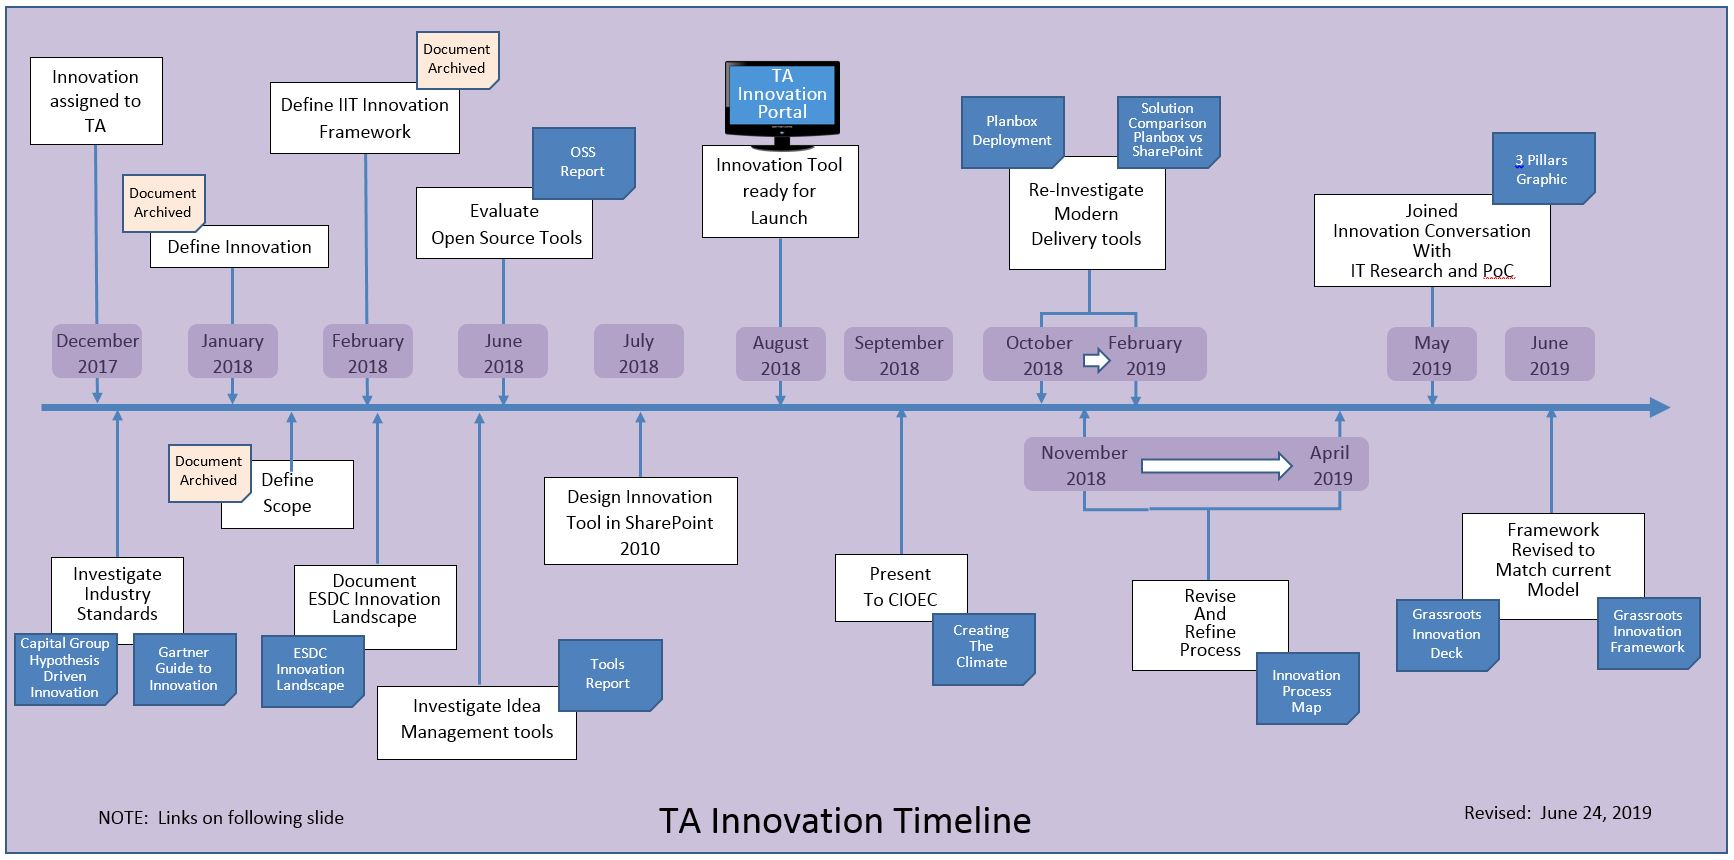 Innovation
assigned to
TA
Document
Archived
Define Innovation
Define IIT Innovation
Framework
Document
Archived
OSS
Report
Evaluate
Open Source Tools
TA
Innovation
Portal
Innovation Tool
ready for
Launch
Planbox
Deployment
Solution
Comparison
Planbox vs
SharePoint
Re-Investigate
Modern
Delivery tools
3 Pillars
Graphic
Joined
Innovation Conversation
With
IT Research and PoC
December
2017
January
2018
February
2018
June
2018
July
2018
August
2018
September
2018
October
2018
February
2019
May
2019
June
2019
November
2018
April
2019
Document
Archived
Define
Scope
Investigate
Industry
Standards
Capital Group
Hypothesis
Driven
Innovation
Gartner
Guide to
Innovation
Document
ESDC Innovation
Landscape
ESDC
Innovation
Landscape
Investigate Idea
Management tools
Tools
Report
Design Innovation
Tool in SharePoint
2010
Present
To CIOEC
Creating
The
Climate
Revise
And
Refine
Process
Innovation
Process
Map
Framework
Revised to
Match current
Model
Grassroots
Innovation
Deck
Grassroots
Innovation
Framework
NOTE:  Links on following slide
TA Innovation Timeline
Revised:  June 24, 2019